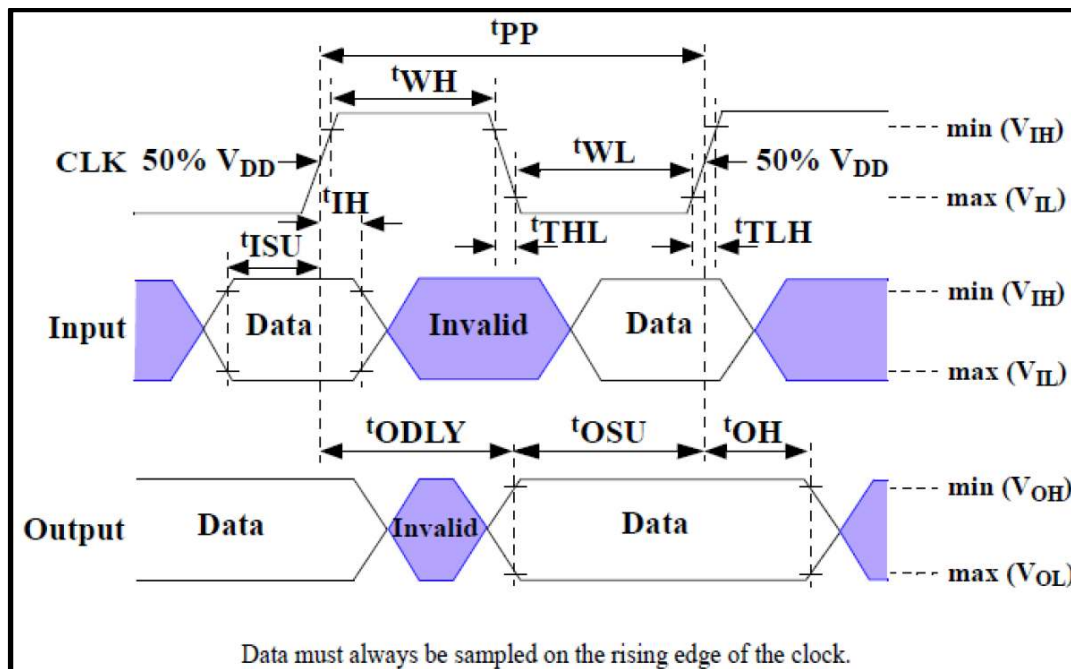 tPP
tWH
min (VIH)
CLK 50% VDD
tWL
50% VDD
tIH
max (VIL)
tISU
tTHL
tTLH
min (VIH)
Input
Data
Invalid
Data
max (VIL)
tODLY
tOSU
tOH
min (VOH)
Output
Data
Invalid
Data
max (VOL)
Data must always be sampled on the rising edge of the clock.